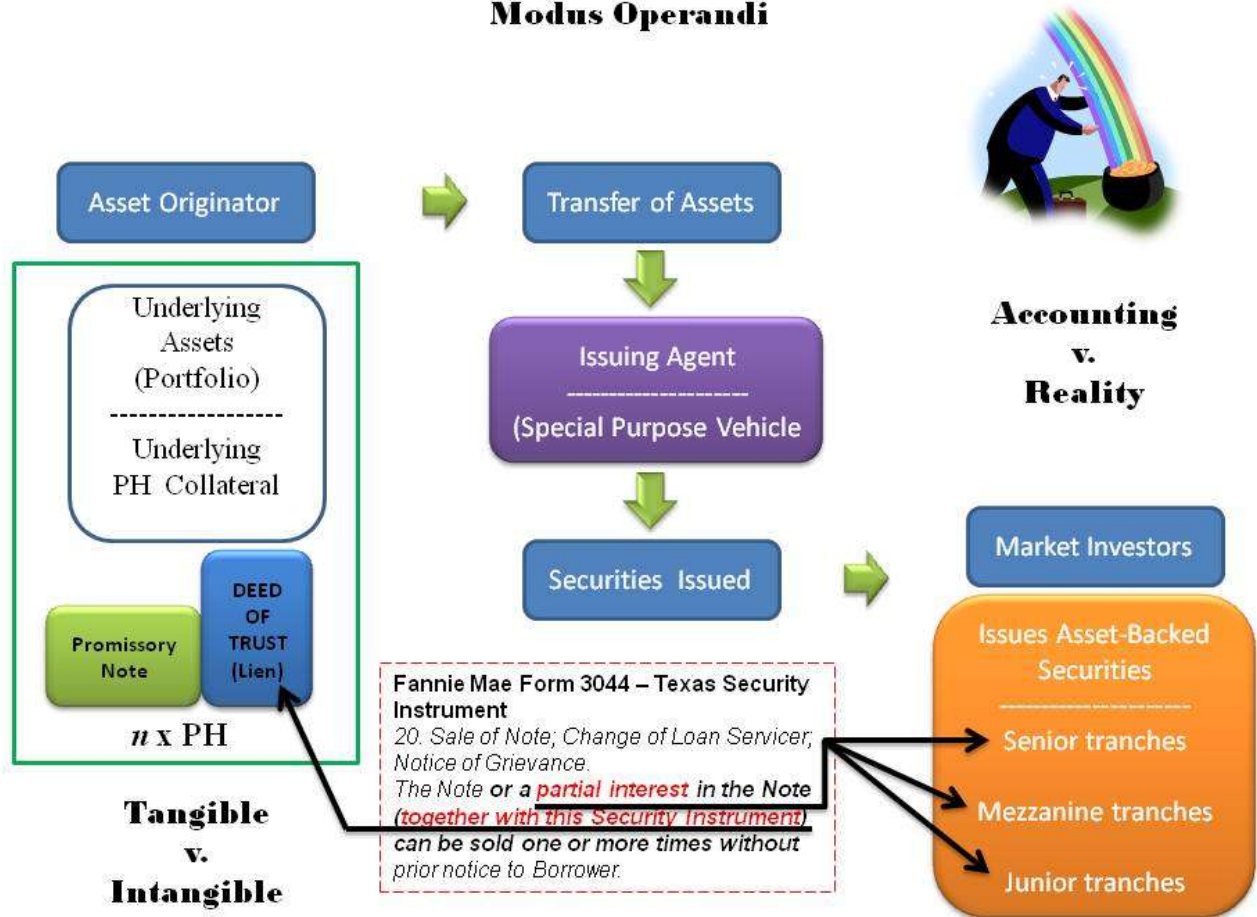 Modus Operandi
Asset Originator
Transfer of Assets
Underlying
Assets
(Portfolio)
------------------
Underlying
PH Collateral
Promissory
Note
DEED
OF
TRUST
(Lien)
n x PH
Tangible
v.
Intangible
Issuing Agent
----------------------
(Special Purpose Vehicle
Securities Issued
Fannie Mae Form 3044 – Texas Security
Instrument
20. Sale of Note; Change of Loan Servicer;
Notice of Grievance.
The Note or a partial interest in the Note
(together with this Security Instrument)
can be sold one or more times without
prior notice to Borrower.
Accounting
v.
Reality
Market Investors
Issues Asset-Backed
Securities
-----------------------
Senior tranches
Mezzanine tranches
Junior tranches